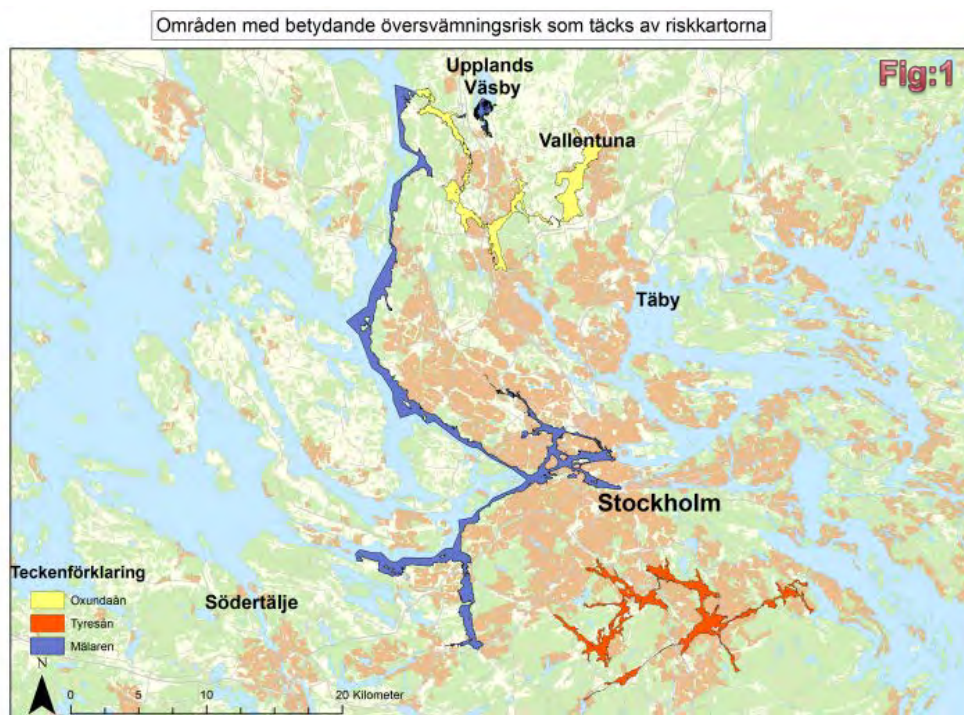 Områden med betydande översvämningsrisk som täcks av riskkartorna
Fig:1
Upplands
Väsby
Vallentuna
Täby
Stockholm
Södertälje
Teckenförklaring
Oxundaån
Tyresån
Mälaren
N
0 5 10 20 Kilometer